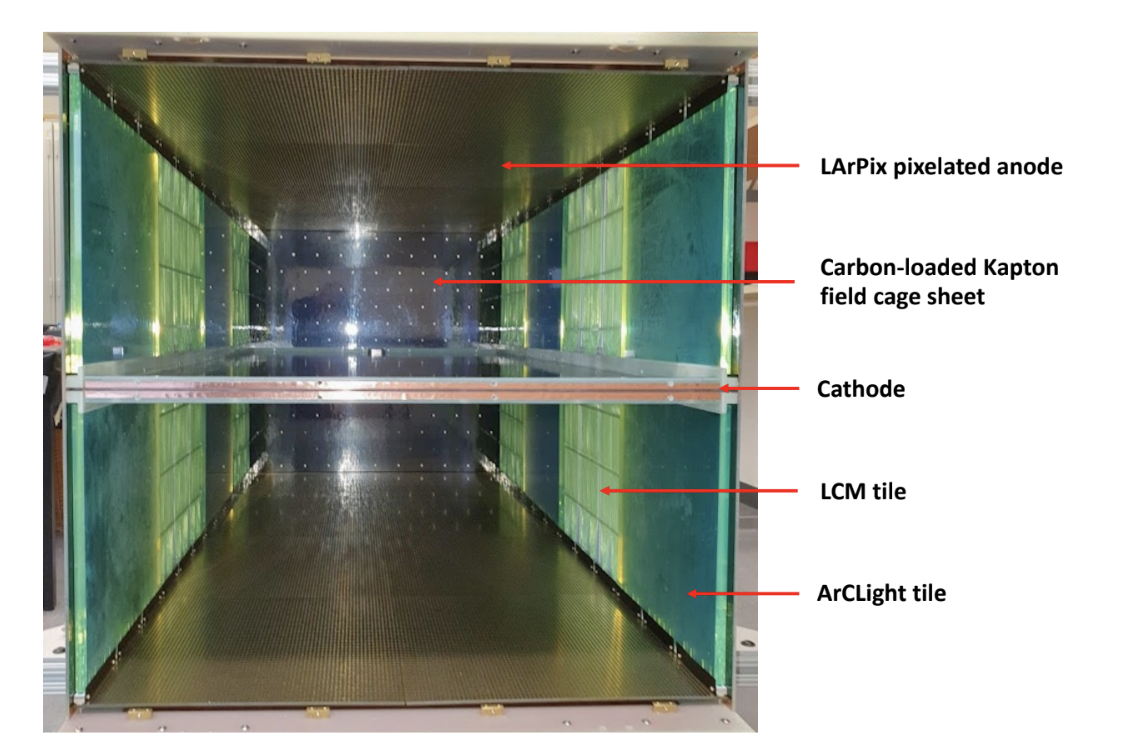 LArPix pixelated anode
Carbon-loaded Kapton
field cage sheet
Cathode
LCM tile
ArCLight tile